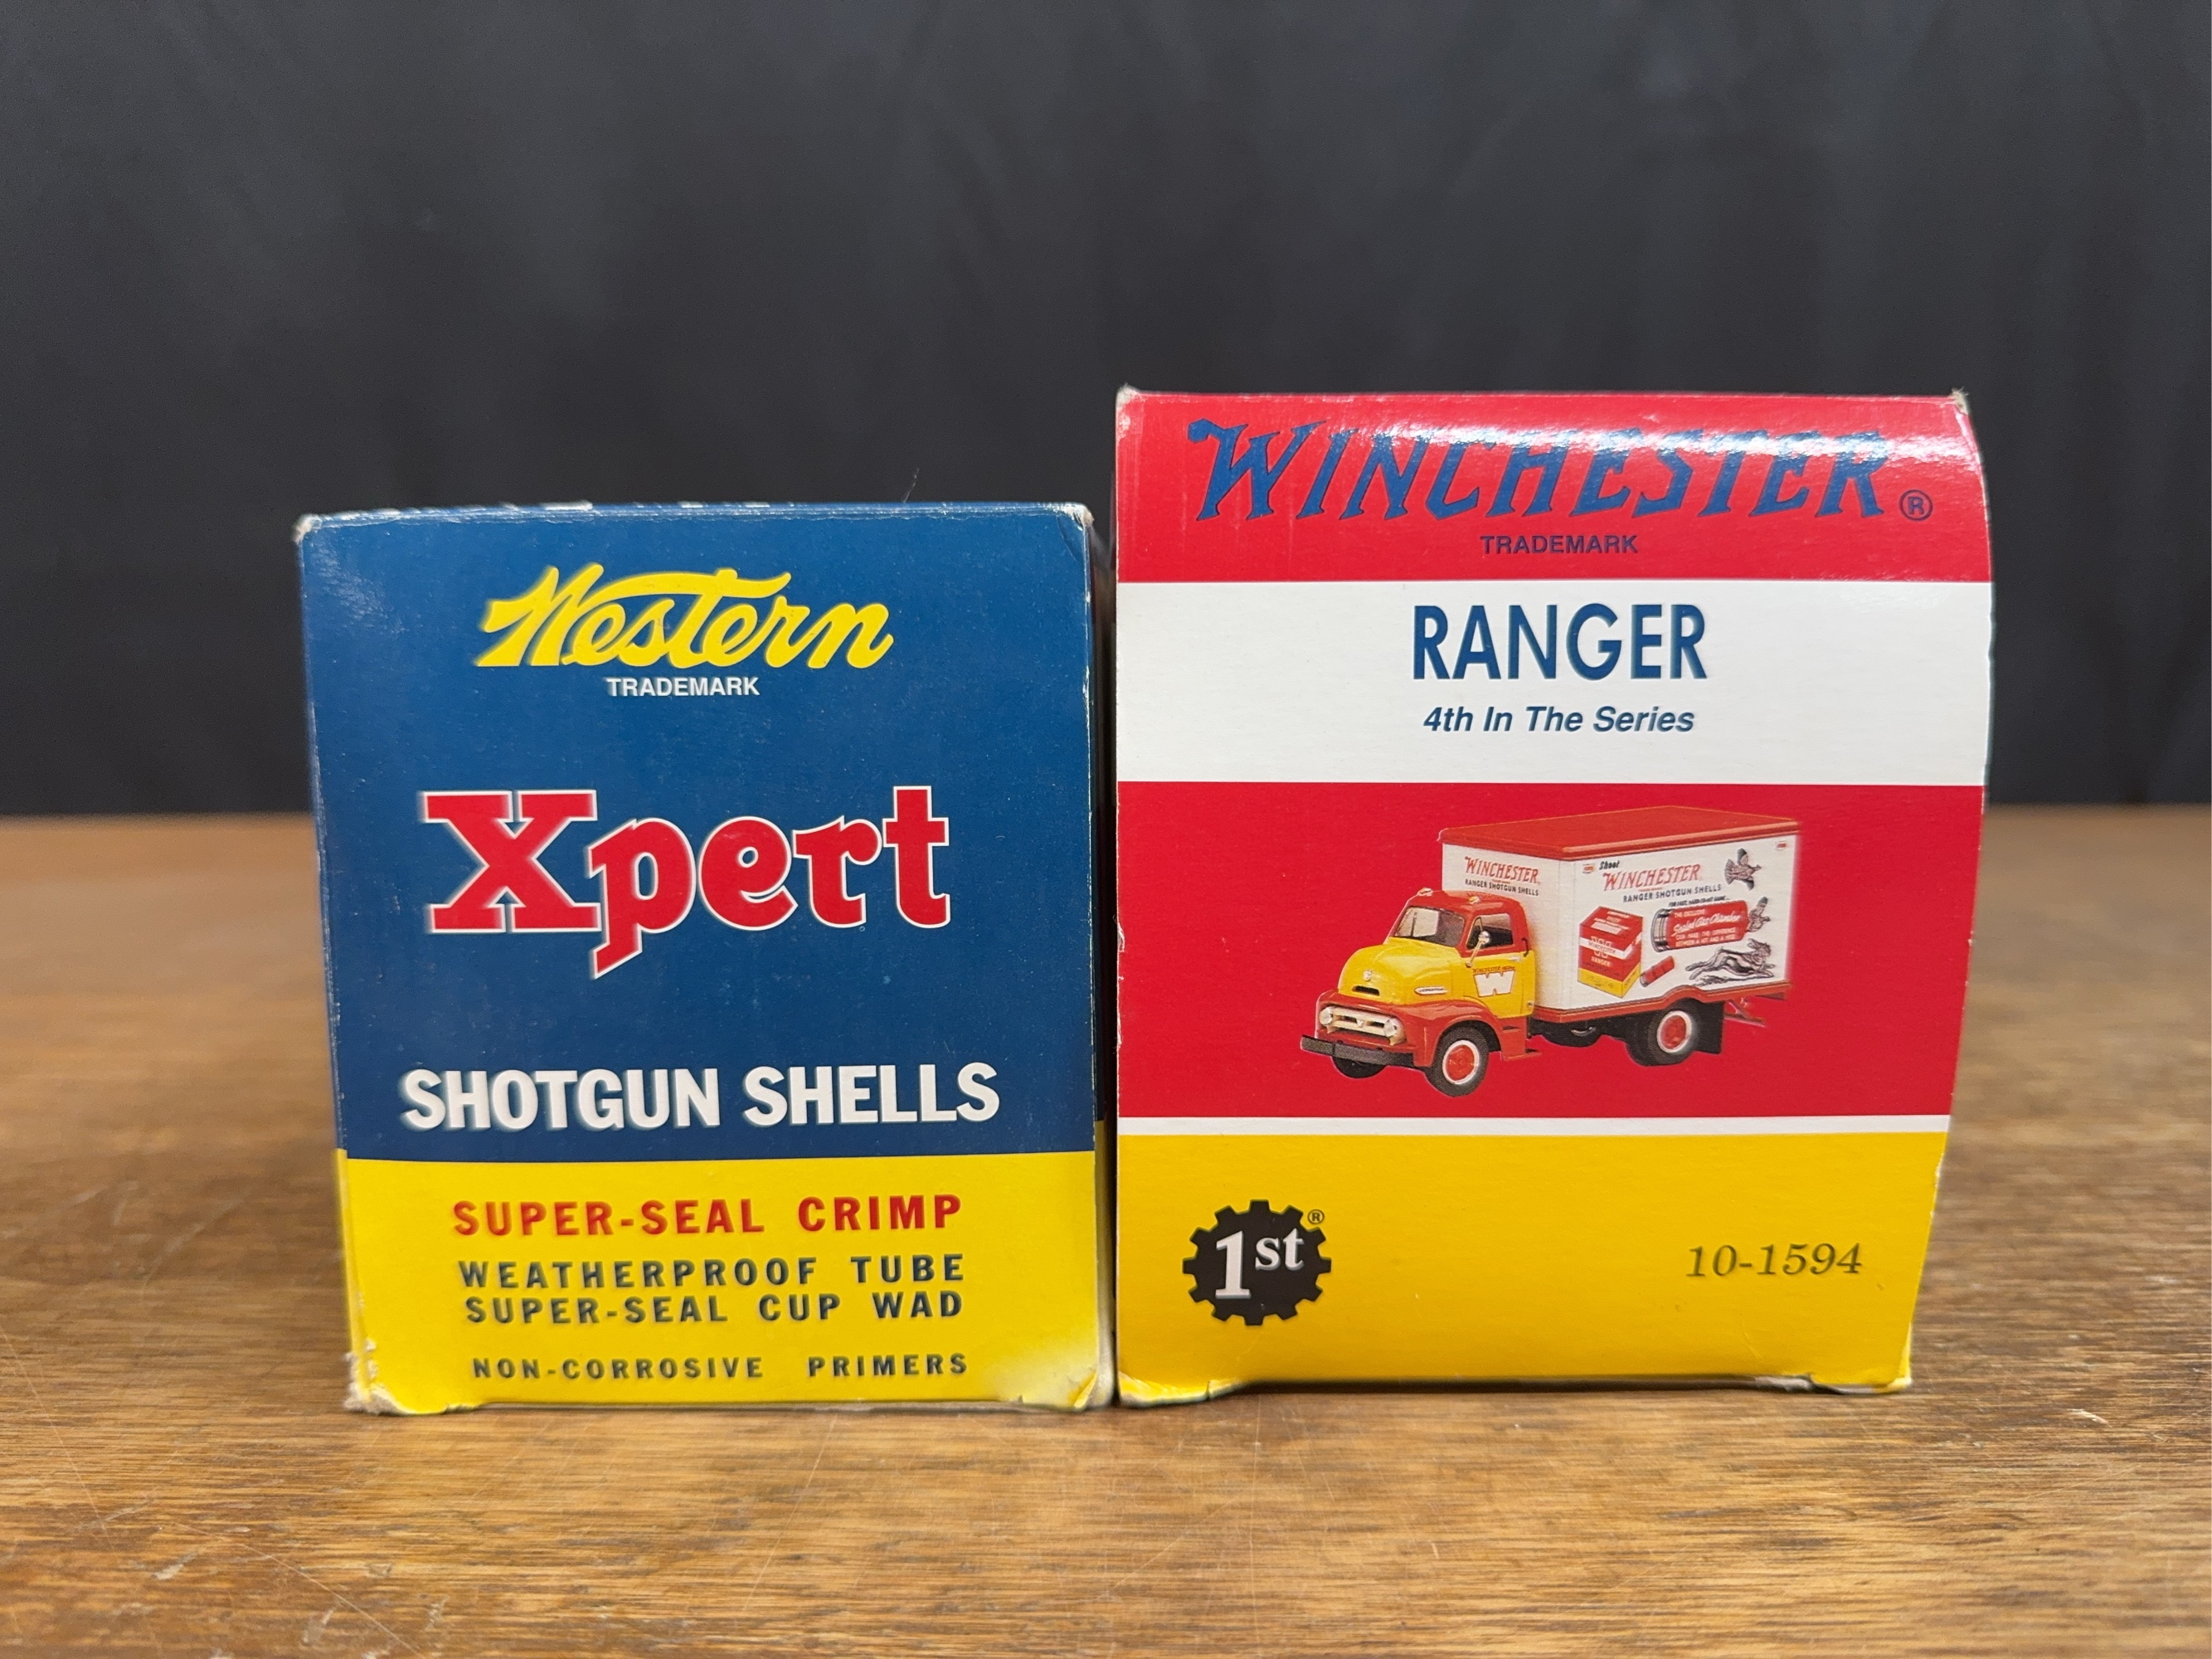 Western
TRADEMARK
Xpert
SHOTGUN SHELLS
SUPER-SEAL CRIMP
WEATHERPROOF TUBE
SUPER-SEAL CUP WAD
NON-CORROSIVE PRIMERS
WINCHESTER®
TRADEMARK
RANGER
4th In The Series
WINCHESTER
RANGER SHOTGUN SHELLS
Shoot
WINCHESTER
RANGER SHOTGUN SHELLS
W
1st®
10-1594